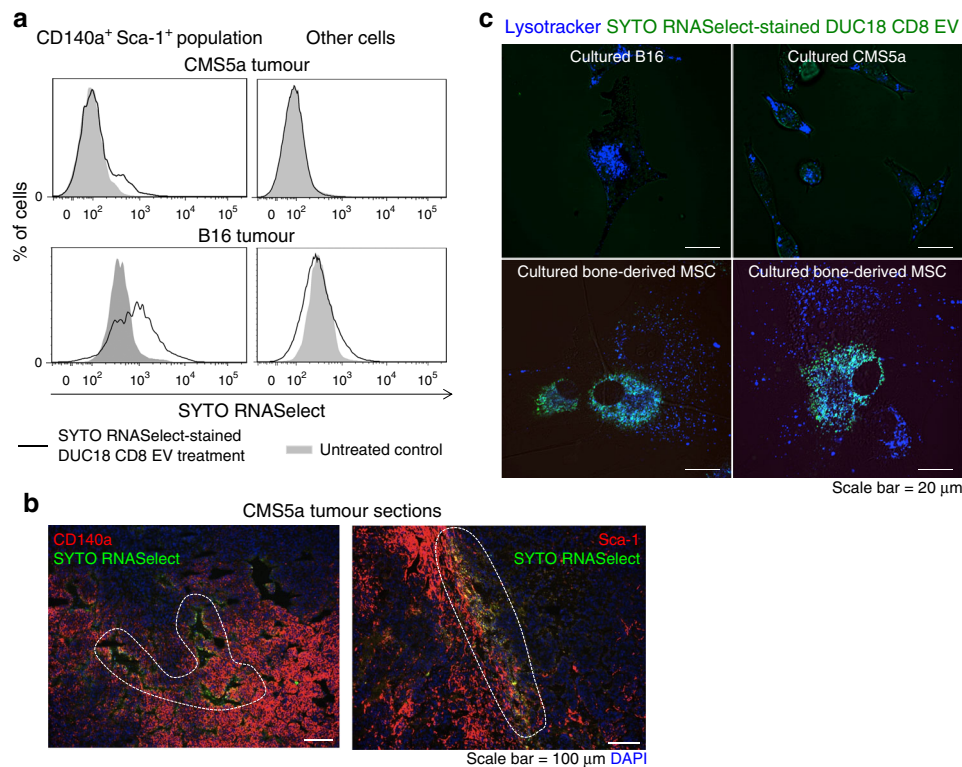 a
CD140a+ Sca-1+ population
Other cells
CMS5a tumour
0
0 10² 10³ 10⁴ 10⁵
0 10² 10³ 10⁴ 10⁵
B16 tumour
% of cells
0
0 10² 10³ 10⁴ 10⁵
0 10² 10³ 10⁴ 10⁵
SYTO RNASelect
SYTO RNASelect-stained
DUC18 CD8 EV treatment
Untreated control
c
Lysotracker SYTO RNASelect-stained DUC18 CD8 EV
Cultured B16
Cultured CMS5a
Cultured bone-derived MSC
Cultured bone-derived MSC
Scale bar = 20 μm
b
CMS5a tumour sections
CD140a
SYTO RNASelect
Sca-1
SYTO RNASelect
Scale bar = 100 μm DAPI